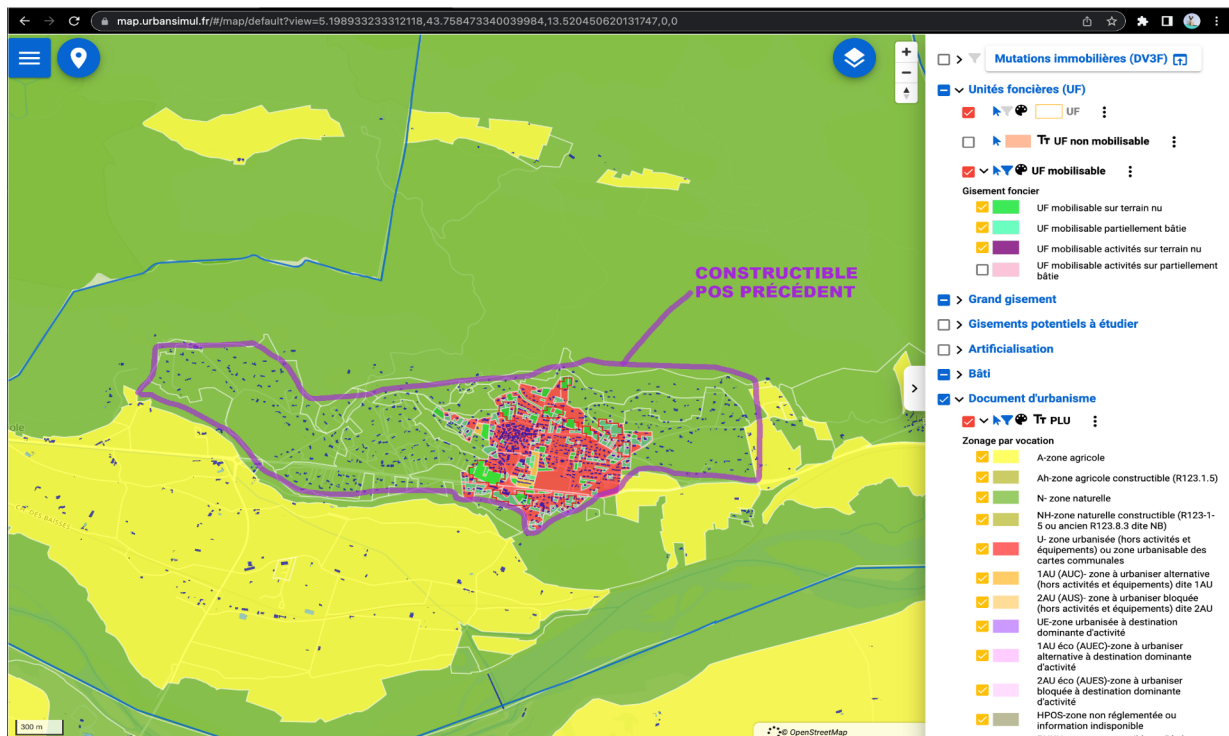 map.urbansimul.fr/#/map/default?view=5.198933233312118,43.758473340039984,13.520450620131747,0,0
Mutations immobilières (DV3F)
Unités foncières (UF)
UF
Tт UF non mobilisable
UF mobilisable
Gisement foncier
UF mobilisable sur terrain nu
UF mobilisable partiellement bâtie
UF mobilisable activités sur terrain nu
UF mobilisable activités sur partiellement
bâtie
CONSTRUCTIBLE
POS PRÉCÉDENT
Grand gisement
Gisements potentiels à étudier
Artificialisation
Bâti
Document d'urbanisme
Tт PLU
Zonage par vocation
A-zone agricole
Ah-zone agricole constructible (R123.1.5)
N- zone naturelle
NH-zone naturelle constructible (R123-1-
5 ou ancien R123.8.3 dite NB)
U- zone urbanisée (hors activités et
équipements) ou zone urbanisable des
cartes communales
1AU (AUC)- zone à urbaniser alternative
(hors activités et équipements) dite 1AU
2AU (AUS)- zone à urbaniser bloquée
(hors activités et équipements) dite 2AU
UE-zone urbanisée à destination
dominante d'activité
1AU éco (AUEC)-zone à urbaniser
alternative à destination dominante
d'activité
2AU éco (AUES)-zone à urbaniser
bloquée à destination dominante
d'activité
HPOS-zone non réglementée ou
information indisponible
300 m
© OpenStreetMap